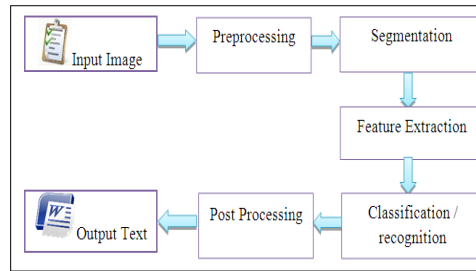 Input Image
Preprocessing
Segmentation
Feature Extraction
Classification /
recognition
Post Processing
W
Output Text